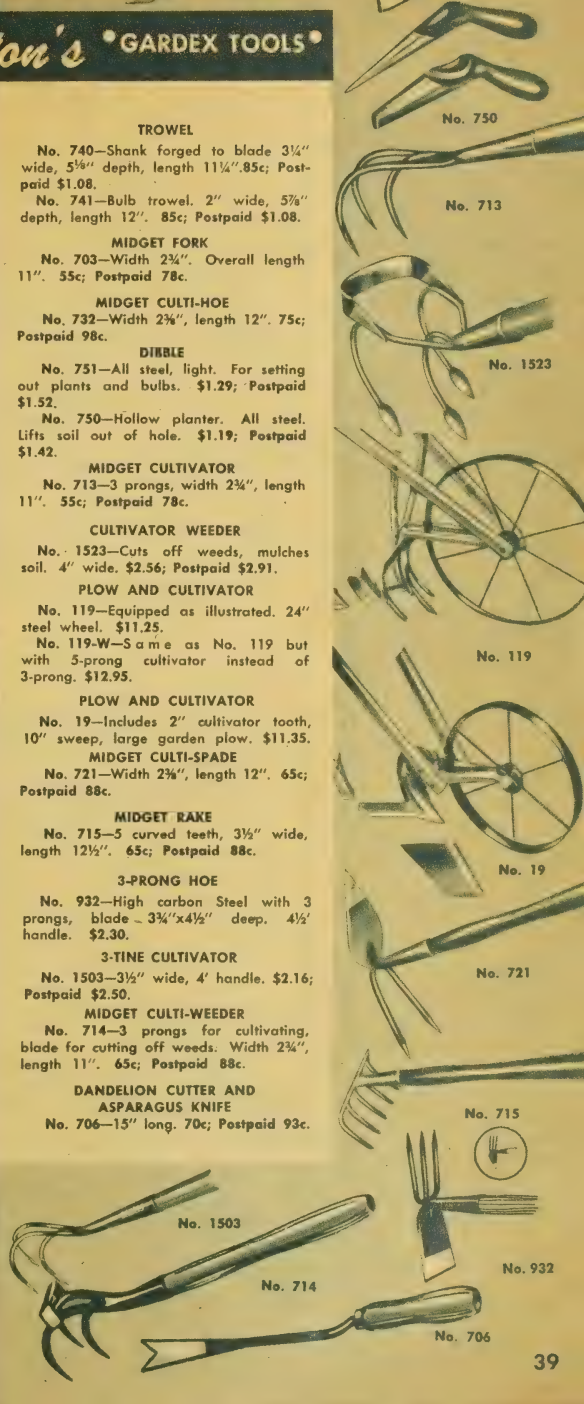 on's "GARDEX TOOLS"
TROWEL
No. 740—Shank forged to blade 3¼"
wide, 5⅛" depth, length 11¼".85c; Post-
paid $1.08.
No. 741—Bulb trowel. 2" wide, 5⅞"
depth, length 12". 85c; Postpaid $1.08.
MIDGET FORK
No. 703—Width 2¾". Overall length
11". 55c; Postpaid 78c.
MIDGET CULTI-HOE
No. 732—Width 2⅜", length 12". 75c;
Postpaid 98c.
DIBBLE
No. 751—All steel, light. For setting
out plants and bulbs. $1.29; Postpaid
$1.52.
No. 750—Hollow planter. All steel.
Lifts soil out of hole. $1.19; Postpaid
$1.42.
MIDGET CULTIVATOR
No. 713—3 prongs, width 2¾", length
11". 55c; Postpaid 78c.
CULTIVATOR WEEDER
No. 1523—Cuts off weeds, mulches
soil. 4" wide. $2.56; Postpaid $2.91.
PLOW AND CULTIVATOR
No. 119—Equipped as illustrated. 24"
steel wheel. $11.25.
No. 119-W—Same as No. 119 but
with 5-prong cultivator instead of
3-prong. $12.95.
PLOW AND CULTIVATOR
No. 19—Includes 2" cultivator tooth,
10" sweep, large garden plow. $11.35.
MIDGET CULTI-SPADE
No. 721—Width 2⅜", length 12". 65c;
Postpaid 88c.
MIDGET RAKE
No. 715—5 curved teeth, 3½" wide,
length 12½". 65c; Postpaid 88c.
3-PRONG HOE
No. 932—High carbon Steel with 3
prongs, blade 3¾"x4½" deep. 4½'
handle. $2.30.
3-TINE CULTIVATOR
No. 1503—3½" wide, 4' handle. $2.16;
Postpaid $2.50.
MIDGET CULTI-WEEDER
No. 714—3 prongs for cultivating,
blade for cutting off weeds. Width 2¾",
length 11". 65c; Postpaid 88c.
DANDELION CUTTER AND
ASPARAGUS KNIFE
No. 706—15" long. 70c; Postpaid 93c.
No. 750
No. 713
No. 1523
No. 119
No. 19
No. 721
No. 715
No. 932
No. 1503
No. 714
No. 706
39